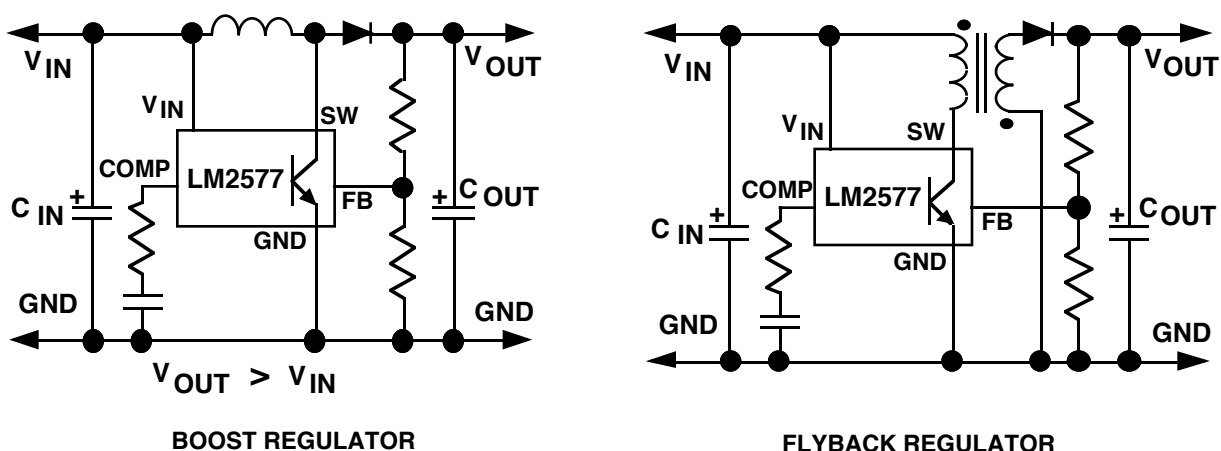 V IN
V OUT
V IN
SW
COMP
LM2577
FB
+
C IN
+
C OUT
GND
GND
GND
V OUT > V IN
BOOST REGULATOR
V IN
V OUT
V IN
SW
COMP
LM2577
FB
+
C IN
+
C OUT
GND
GND
GND
FLYBACK REGULATOR